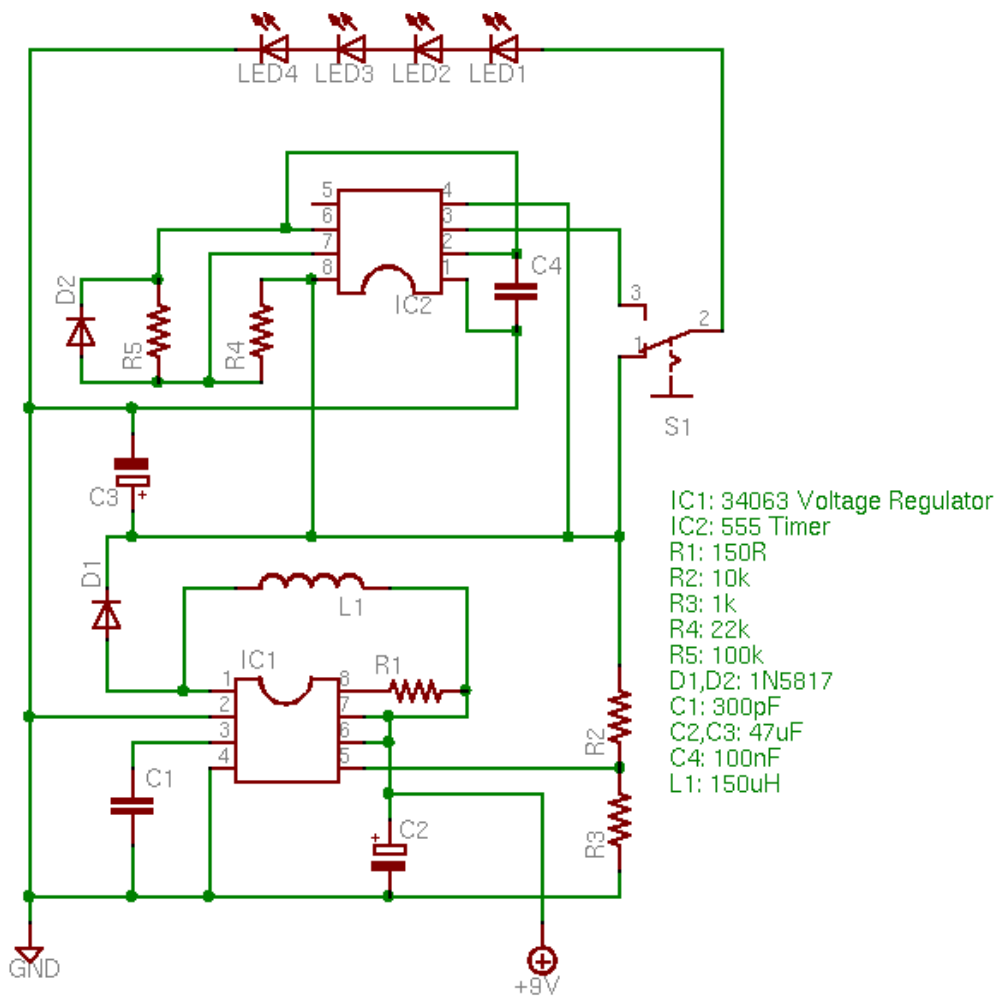 LED4 LED3 LED2 LED1
5 4
6 3
7 2
8 1
IC2
C4
D2
R5
R4
3
2
1
S1
C3
+
D1
L1
IC1
R1
1 8
2 7
3 6
4 5
C1
+
C2
R2
R3
GND
+9V
IC1: 34063 Voltage Regulator
IC2: 555 Timer
R1: 150R
R2: 10k
R3: 1k
R4: 22k
R5: 100k
D1,D2: 1N5817
C1: 300pF
C2,C3: 47uF
C4: 100nF
L1: 150uH